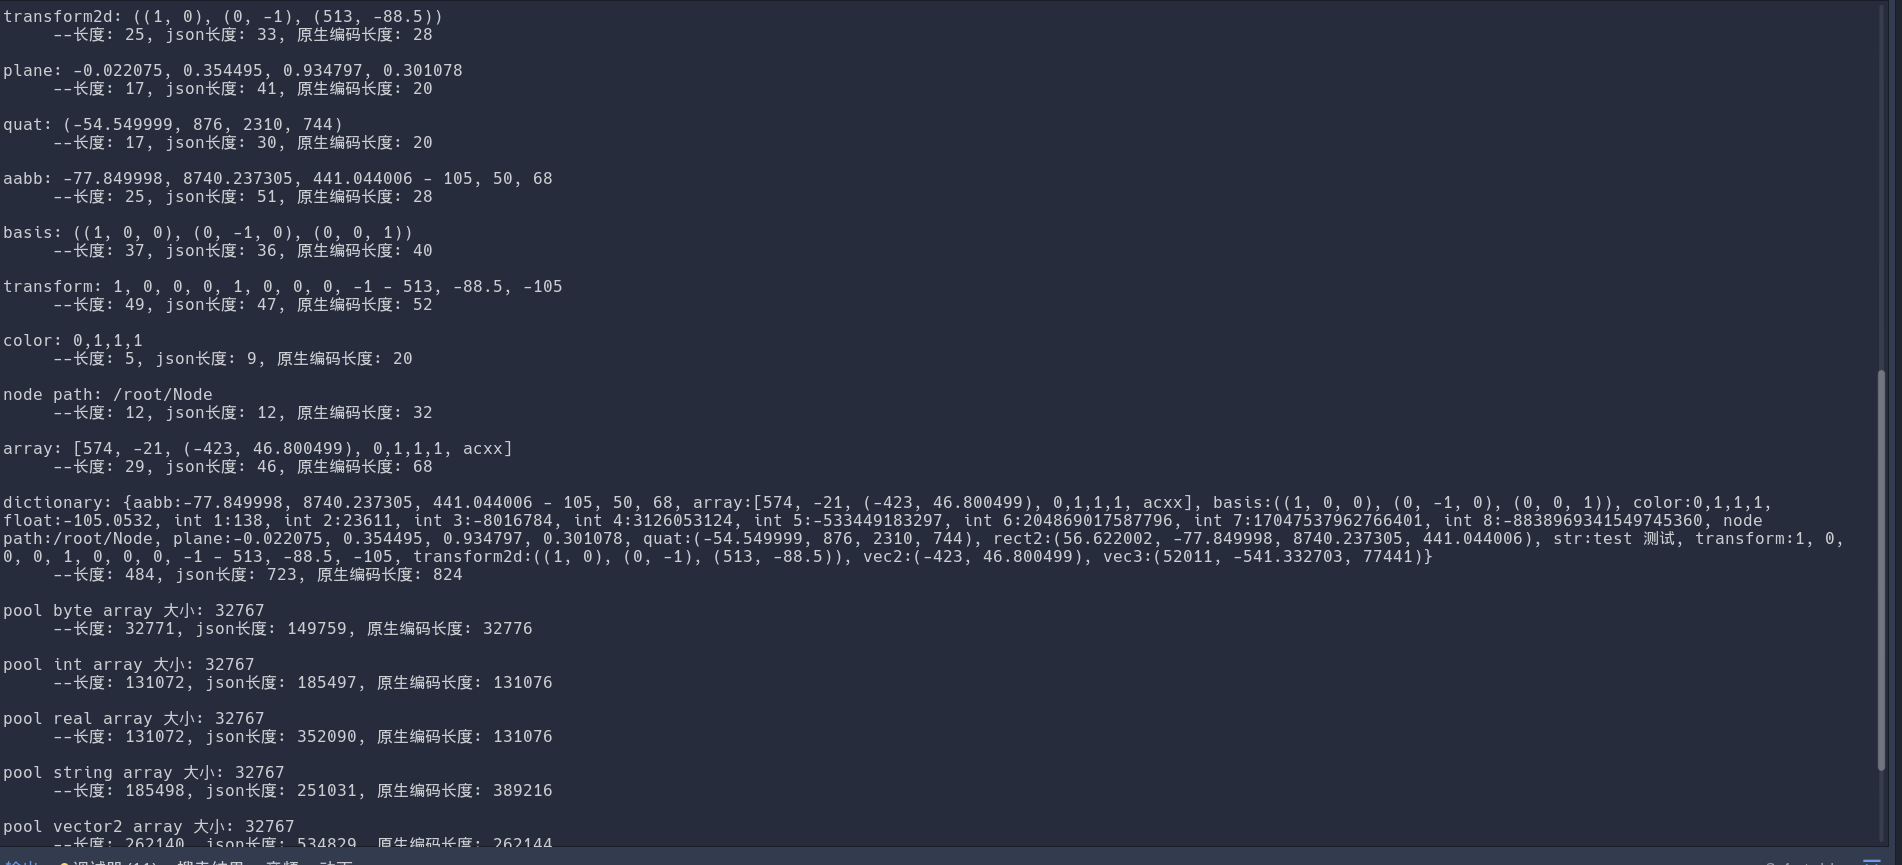 transform2d: ((1, 0), (0, -1), (513, -88.5))
--长度: 25, json长度: 33, 原生编码长度: 28
plane: -0.022075, 0.354495, 0.934797, 0.301078
--长度: 17, json长度: 41, 原生编码长度: 20
quat: (-54.549999, 876, 2310, 744)
--长度: 17, json长度: 30, 原生编码长度: 20
aabb: -77.849998, 8740.237305, 441.044006 - 105, 50, 68
--长度: 25, json长度: 51, 原生编码长度: 28
basis: ((1, 0, 0), (0, -1, 0), (0, 0, 1))
--长度: 37, json长度: 36, 原生编码长度: 40
transform: 1, 0, 0, 0, 1, 0, 0, 0, -1 - 513, -88.5, -105
--长度: 49, json长度: 47, 原生编码长度: 52
color: 0,1,1,1
--长度: 5, json长度: 9, 原生编码长度: 20
node path: /root/Node
--长度: 12, json长度: 12, 原生编码长度: 32
array: [574, -21, (-423, 46.800499), 0,1,1,1, acxx]
--长度: 29, json长度: 46, 原生编码长度: 68
dictionary: {aabb:-77.849998, 8740.237305, 441.044006 - 105, 50, 68, array:[574, -21, (-423, 46.800499), 0,1,1,1, acxx], basis:((1, 0, 0), (0, -1, 0), (0, 0, 1)), color:0,1,1,1,
float:-105.0532, int 1:138, int 2:23611, int 3:-8016784, int 4:3126053124, int 5:-533449183297, int 6:204869017587796, int 7:17047537962766401, int 8:-8838969341549745360, node
path:/root/Node, plane:-0.022075, 0.354495, 0.934797, 0.301078, quat:(-54.549999, 876, 2310, 744), rect2:(56.622002, -77.849998, 8740.237305, 441.044006), str:test 测试, transform:1, 0,
0, 0, 1, 0, 0, 0, -1 - 513, -88.5, -105, transform2d:((1, 0), (0, -1), (513, -88.5)), vec2:(-423, 46.800499), vec3:(52011, -541.332703, 77441)}
--长度: 484, json长度: 723, 原生编码长度: 824
pool byte array 大小: 32767
--长度: 32771, json长度: 149759, 原生编码长度: 32776
pool int array 大小: 32767
--长度: 131072, json长度: 185497, 原生编码长度: 131076
pool real array 大小: 32767
--长度: 131072, json长度: 352090, 原生编码长度: 131076
pool string array 大小: 32767
--长度: 185498, json长度: 251031, 原生编码长度: 389216
pool vector2 array 大小: 32767
--长度: 262140, json长度: 534829, 原生编码长度: 262144